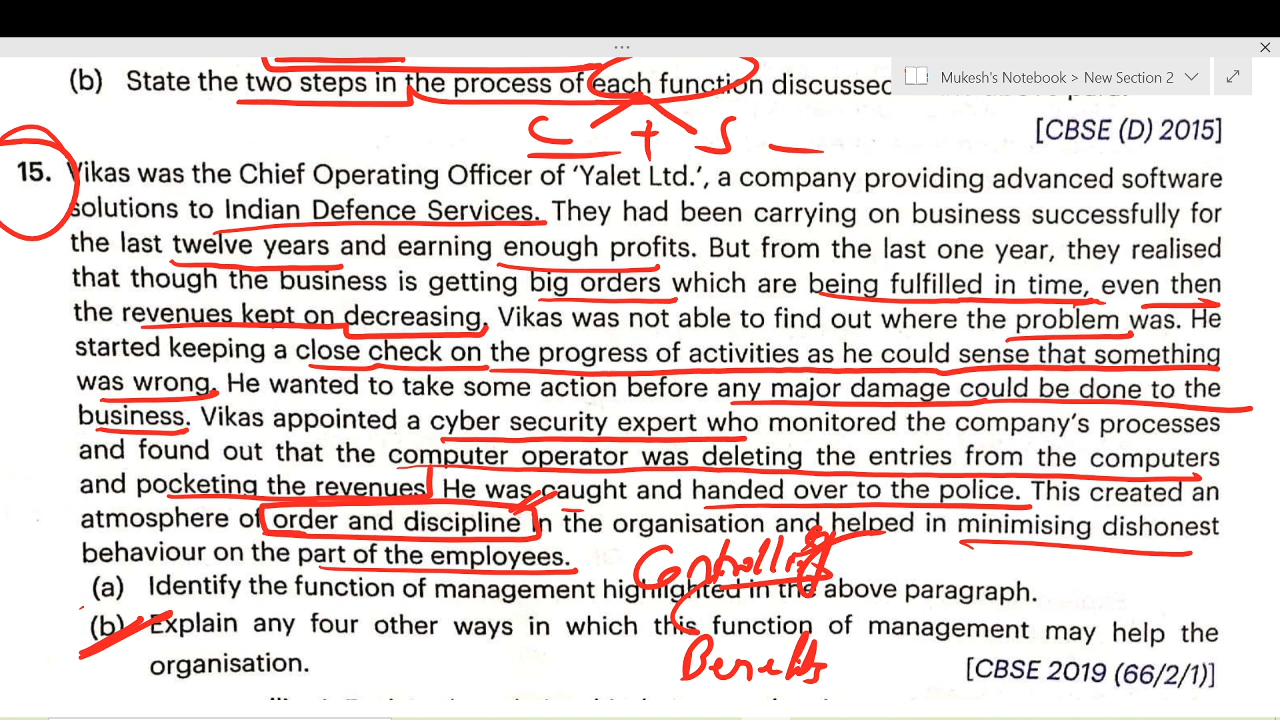 (b) State the two steps in the process of each function discussed
Mukesh's Notebook > New Section 2
[CBSE (D) 2015]
C + S
15. Vikas was the Chief Operating Officer of 'Yalet Ltd.', a company providing advanced software
solutions to Indian Defence Services. They had been carrying on business successfully for
the last twelve years and earning enough profits. But from the last one year, they realised
that though the business is getting big orders which are being fulfilled in time, even then
the revenues kept on decreasing. Vikas was not able to find out where the problem was. He
started keeping a close check on the progress of activities as he could sense that something
was wrong. He wanted to take some action before any major damage could be done to the
business. Vikas appointed a cyber security expert who monitored the company's processes
and found out that the computer operator was deleting the entries from the computers
and pocketing the revenues. He was caught and handed over to the police. This created an
atmosphere of order and discipline in the organisation and helped in minimising dishonest
behaviour on the part of the employees.
Controlling
(a) Identify the function of management highlighted in the above paragraph.
(b) Explain any four other ways in which this function of management may help the
organisation.
Benefits
[CBSE 2019 (66/2/1)]